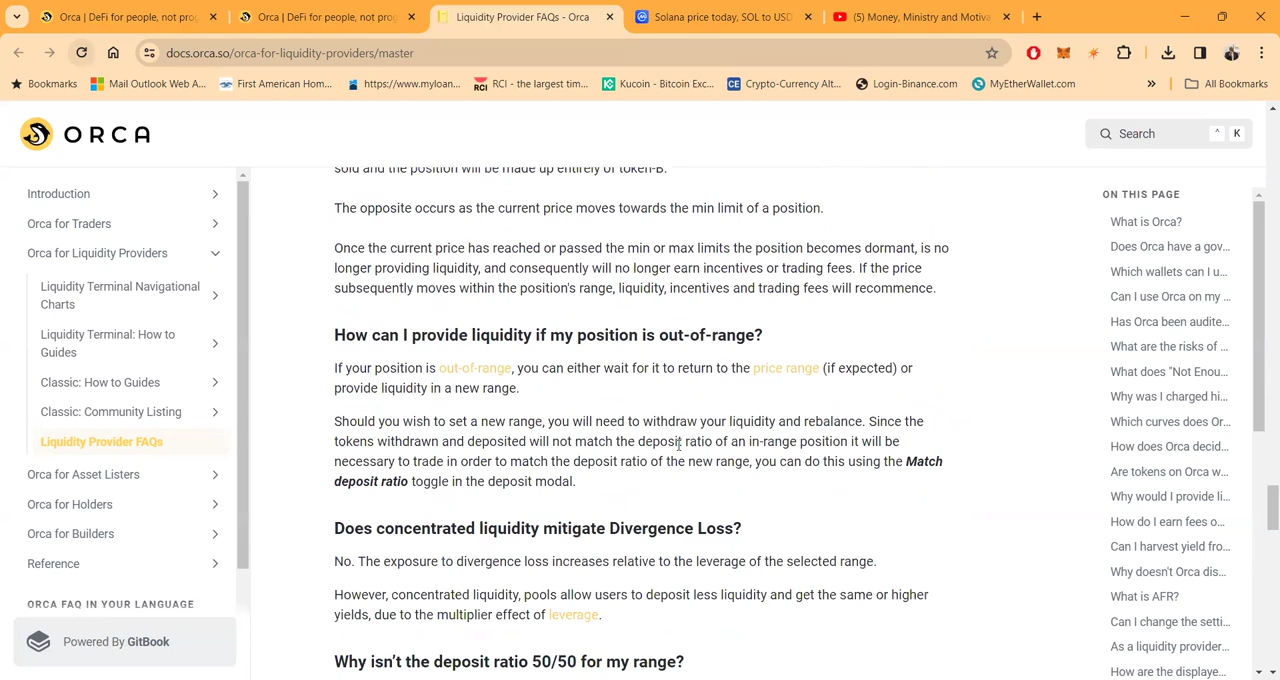 Orca | DeFi for people, not prog
Orca | DeFi for people, not prog
Liquidity Provider FAQs - Orca
Solana price today, SOL to USD
(5) Money, Ministry and Motiva
docs.orca.so/orca-for-liquidity-providers/master
Bookmarks
Mail Outlook Web A...
First American Hom...
https://www.myloan...
RCI - the largest tim...
Kucoin - Bitcoin Exc...
Crypto-Currency Alt...
Login-Binance.com
MyEtherWallet.com
»
All Bookmarks
ORCA
Search
^ K
Introduction
Orca for Traders
Orca for Liquidity Providers
Liquidity Terminal Navigational
Charts
Liquidity Terminal: How to
Guides
Classic: How to Guides
Classic: Community Listing
Liquidity Provider FAQs
Orca for Asset Listers
Orca for Holders
Orca for Builders
Reference
ORCA FAQ IN YOUR LANGUAGE
Powered By GitBook
sold and the position will be made up entirely of token-B.
The opposite occurs as the current price moves towards the min limit of a position.
Once the current price has reached or passed the min or max limits the position becomes dormant, is no
longer providing liquidity, and consequently will no longer earn incentives or trading fees. If the price
subsequently moves within the position's range, liquidity, incentives and trading fees will recommence.
How can I provide liquidity if my position is out-of-range?
If your position is out-of-range, you can either wait for it to return to the price range (if expected) or
provide liquidity in a new range.
Should you wish to set a new range, you will need to withdraw your liquidity and rebalance. Since the
tokens withdrawn and deposited will not match the deposit ratio of an in-range position it will be
necessary to trade in order to match the deposit ratio of the new range, you can do this using the Match
deposit ratio toggle in the deposit modal.
Does concentrated liquidity mitigate Divergence Loss?
No. The exposure to divergence loss increases relative to the leverage of the selected range.
However, concentrated liquidity, pools allow users to deposit less liquidity and get the same or higher
yields, due to the multiplier effect of leverage.
Why isn't the deposit ratio 50/50 for my range?
ON THIS PAGE
What is Orca?
Does Orca have a gov...
Which wallets can I u...
Can I use Orca on my ...
Has Orca been audite...
What are the risks of ...
What does "Not Enou...
Why was I charged hi...
Which curves does Or...
How does Orca decid...
Are tokens on Orca w...
Why would I provide li...
How do I earn fees o...
Can I harvest yield fro...
Why doesn't Orca dis...
What is AFR?
Can I change the setti...
As a liquidity provider...
How are the displaye...